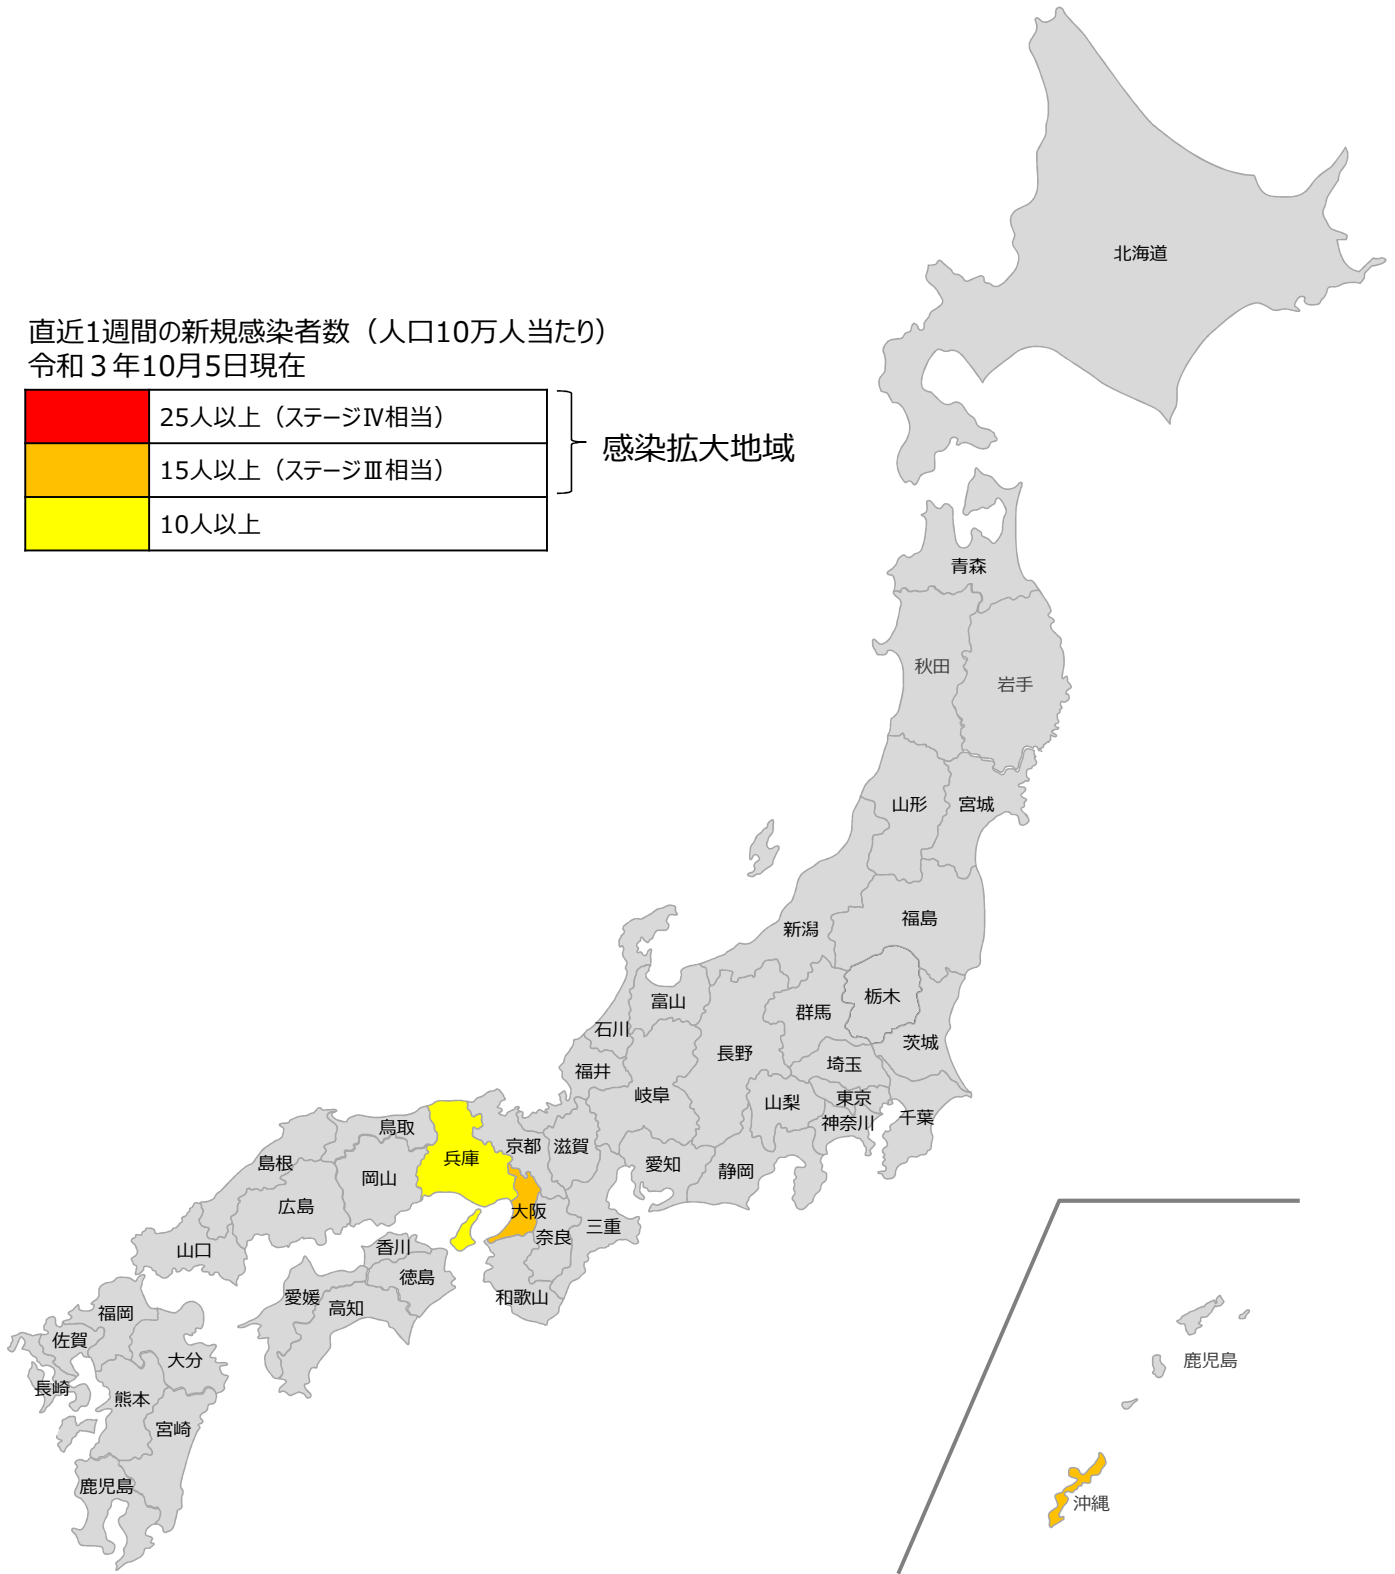 北海道
直近1週間の新規感染者数（人口10万人当たり）
令和３年10月5日現在
25人以上（ステージⅣ相当）
15人以上（ステージⅢ相当）
感染拡大地域
10人以上
青森
秋田
岩手
山形
宮城
福島
新潟
栃木
富山
群馬
石川
茨城
長野
埼玉
福井
岐阜
東京
山梨
千葉
神奈川
鳥取
京都
滋賀
兵庫
島根
愛知
静岡
岡山
広島
大阪
三重
奈良
香川
山口
徳島
和歌山
愛媛
高知
福岡
佐賀
大分
鹿児島
長崎
熊本
宮崎
鹿児島
沖縄